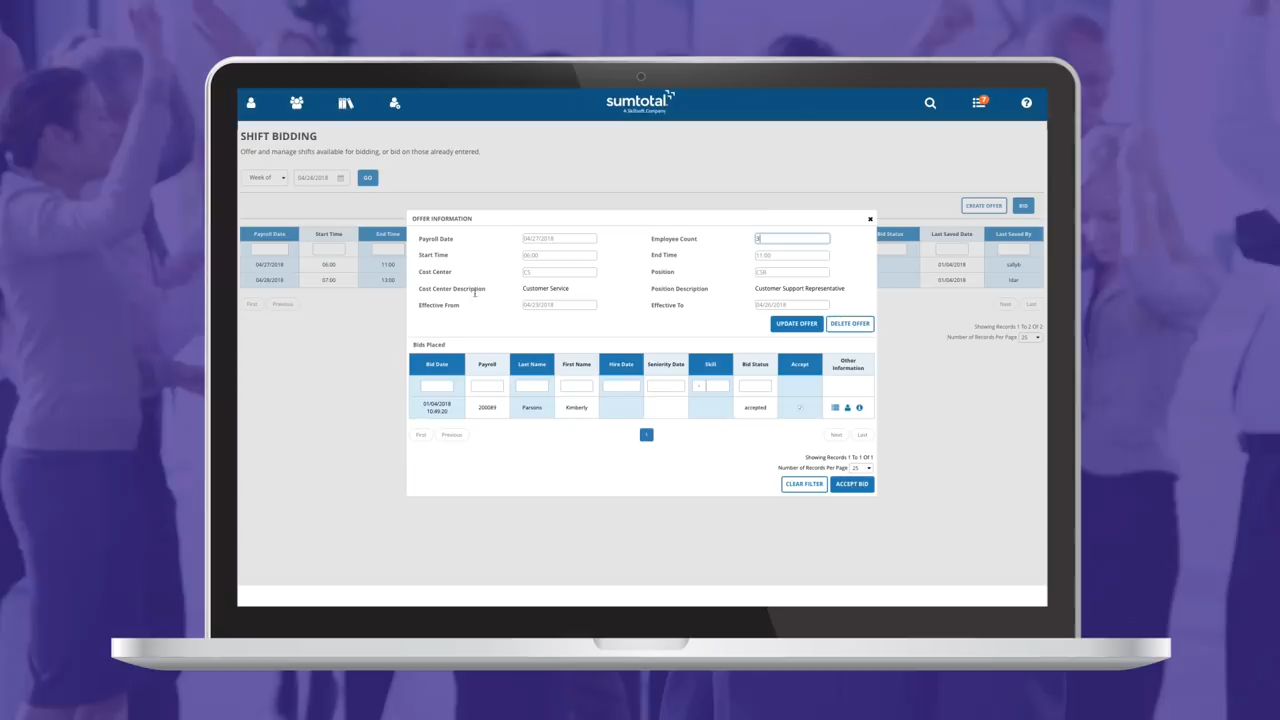 sumtotal
A Skillsoft Company
7
SHIFT BIDDING
Offer and manage shifts available for bidding, or bid on those already entered.
Week of 04/24/2018 GO
CREATE OFFER BID
Payroll Date Start Time End Time Bid Status Last Saved Date Last Saved By
04/27/2018 06:00 11:00 01/04/2018 sallyb
04/28/2018 07:00 13:00 01/04/2018 ldar
First Previous Next Last
Showing Records 1 To 2 Of 2
Number of Records Per Page 25
OFFER INFORMATION
Payroll Date 04/27/2018 Employee Count 3
Start Time 06:00 End Time 11:00
Cost Center CS Position CSR
Cost Center Description Customer Service Position Description Customer Support Representative
Effective From 04/23/2018 Effective To 04/26/2018
UPDATE OFFER DELETE OFFER
Bids Placed
Bid Date Payroll Last Name First Name Hire Date Seniority Date Skill Bid Status Accept Other Information
01/04/2018 10:49:20 200089 Parsons Kimberly accepted
First Previous 1 Next Last
Showing Records 1 To 1 Of 1
Number of Records Per Page 25
CLEAR FILTER ACCEPT BID